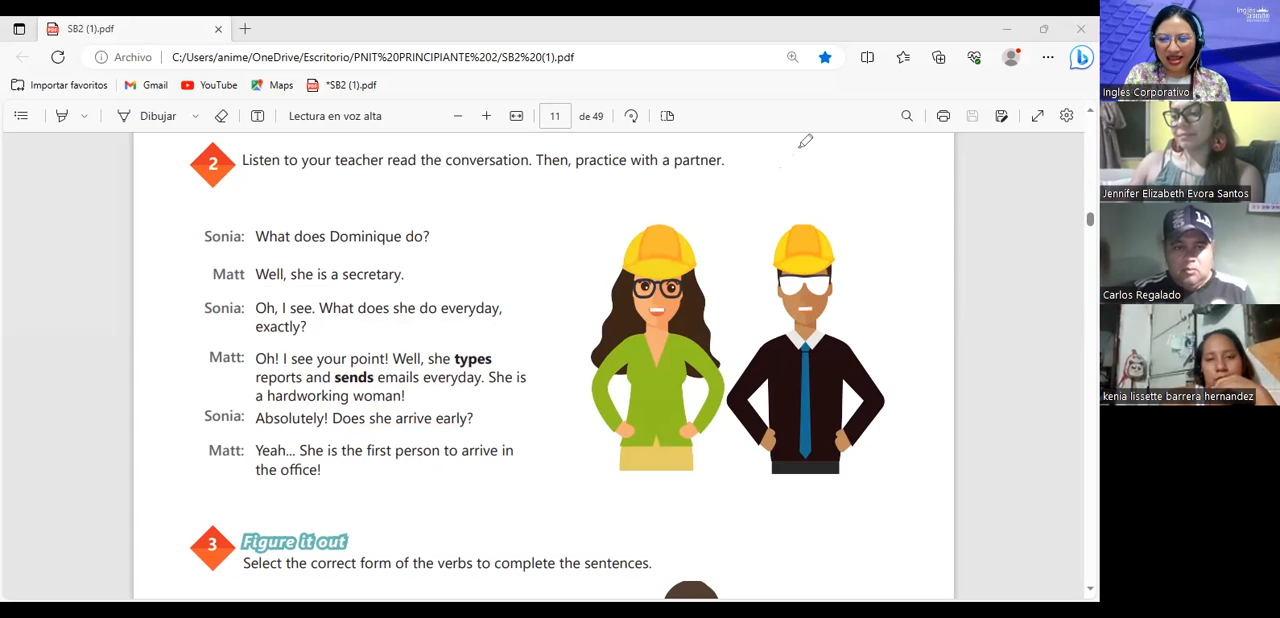 SB2 (1).pdf
Archivo C:/Users/anime/OneDrive/Escritorio/PNIT%20PRINCIPIANTE%202/SB2%20(1).pdf
Importar favoritos Gmail YouTube Maps *SB2 (1).pdf
Dibujar Lectura en voz alta 11 de 49
2 Listen to your teacher read the conversation. Then, practice with a partner.
Sonia: What does Dominique do?
Matt Well, she is a secretary.
Sonia: Oh, I see. What does she do everyday,
exactly?
Matt: Oh! I see your point! Well, she types
reports and sends emails everyday. She is
a hardworking woman!
Sonia: Absolutely! Does she arrive early?
Matt: Yeah... She is the first person to arrive in
the office!
3 Figure it out
Select the correct form of the verbs to complete the sentences.
Ingles Corporativo
Jennifer Elizabeth Evora Santos
Carlos Regalado
kenia lissette barrera hernandez